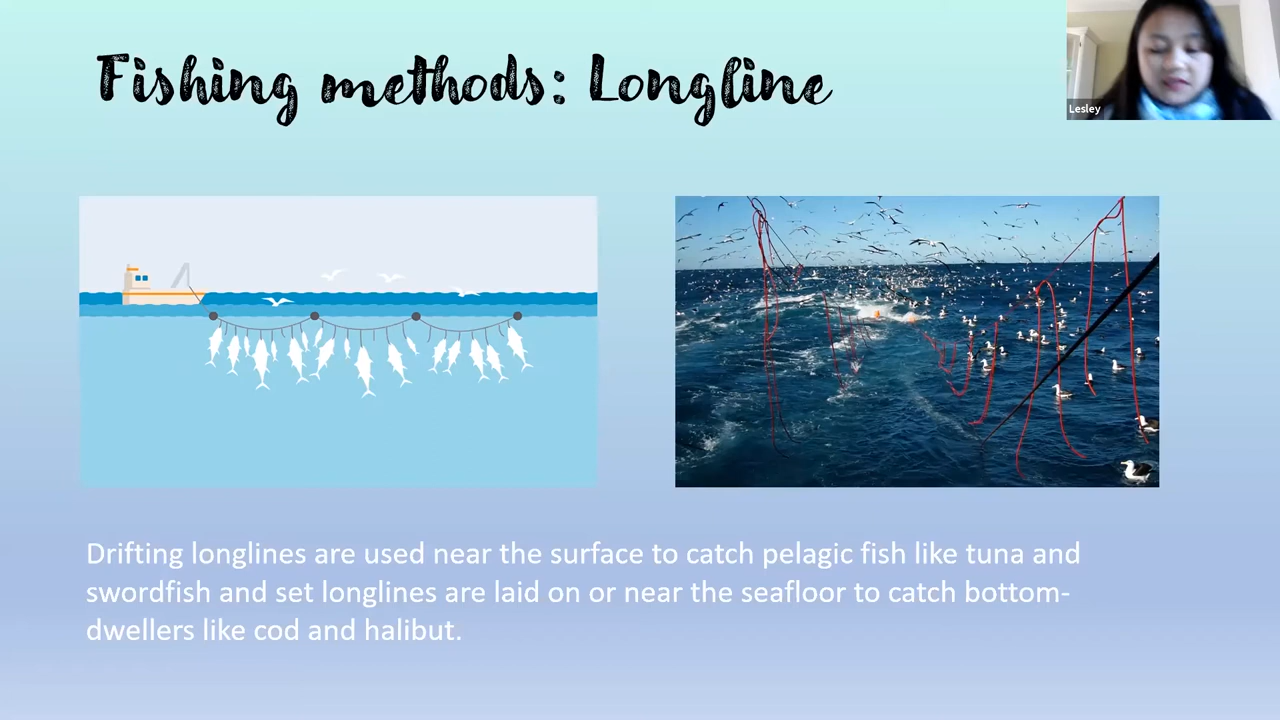 Fishing methods: Longline
Lesley
Drifting longlines are used near the surface to catch pelagic fish like tuna and
swordfish and set longlines are laid on or near the seafloor to catch bottom-
dwellers like cod and halibut.